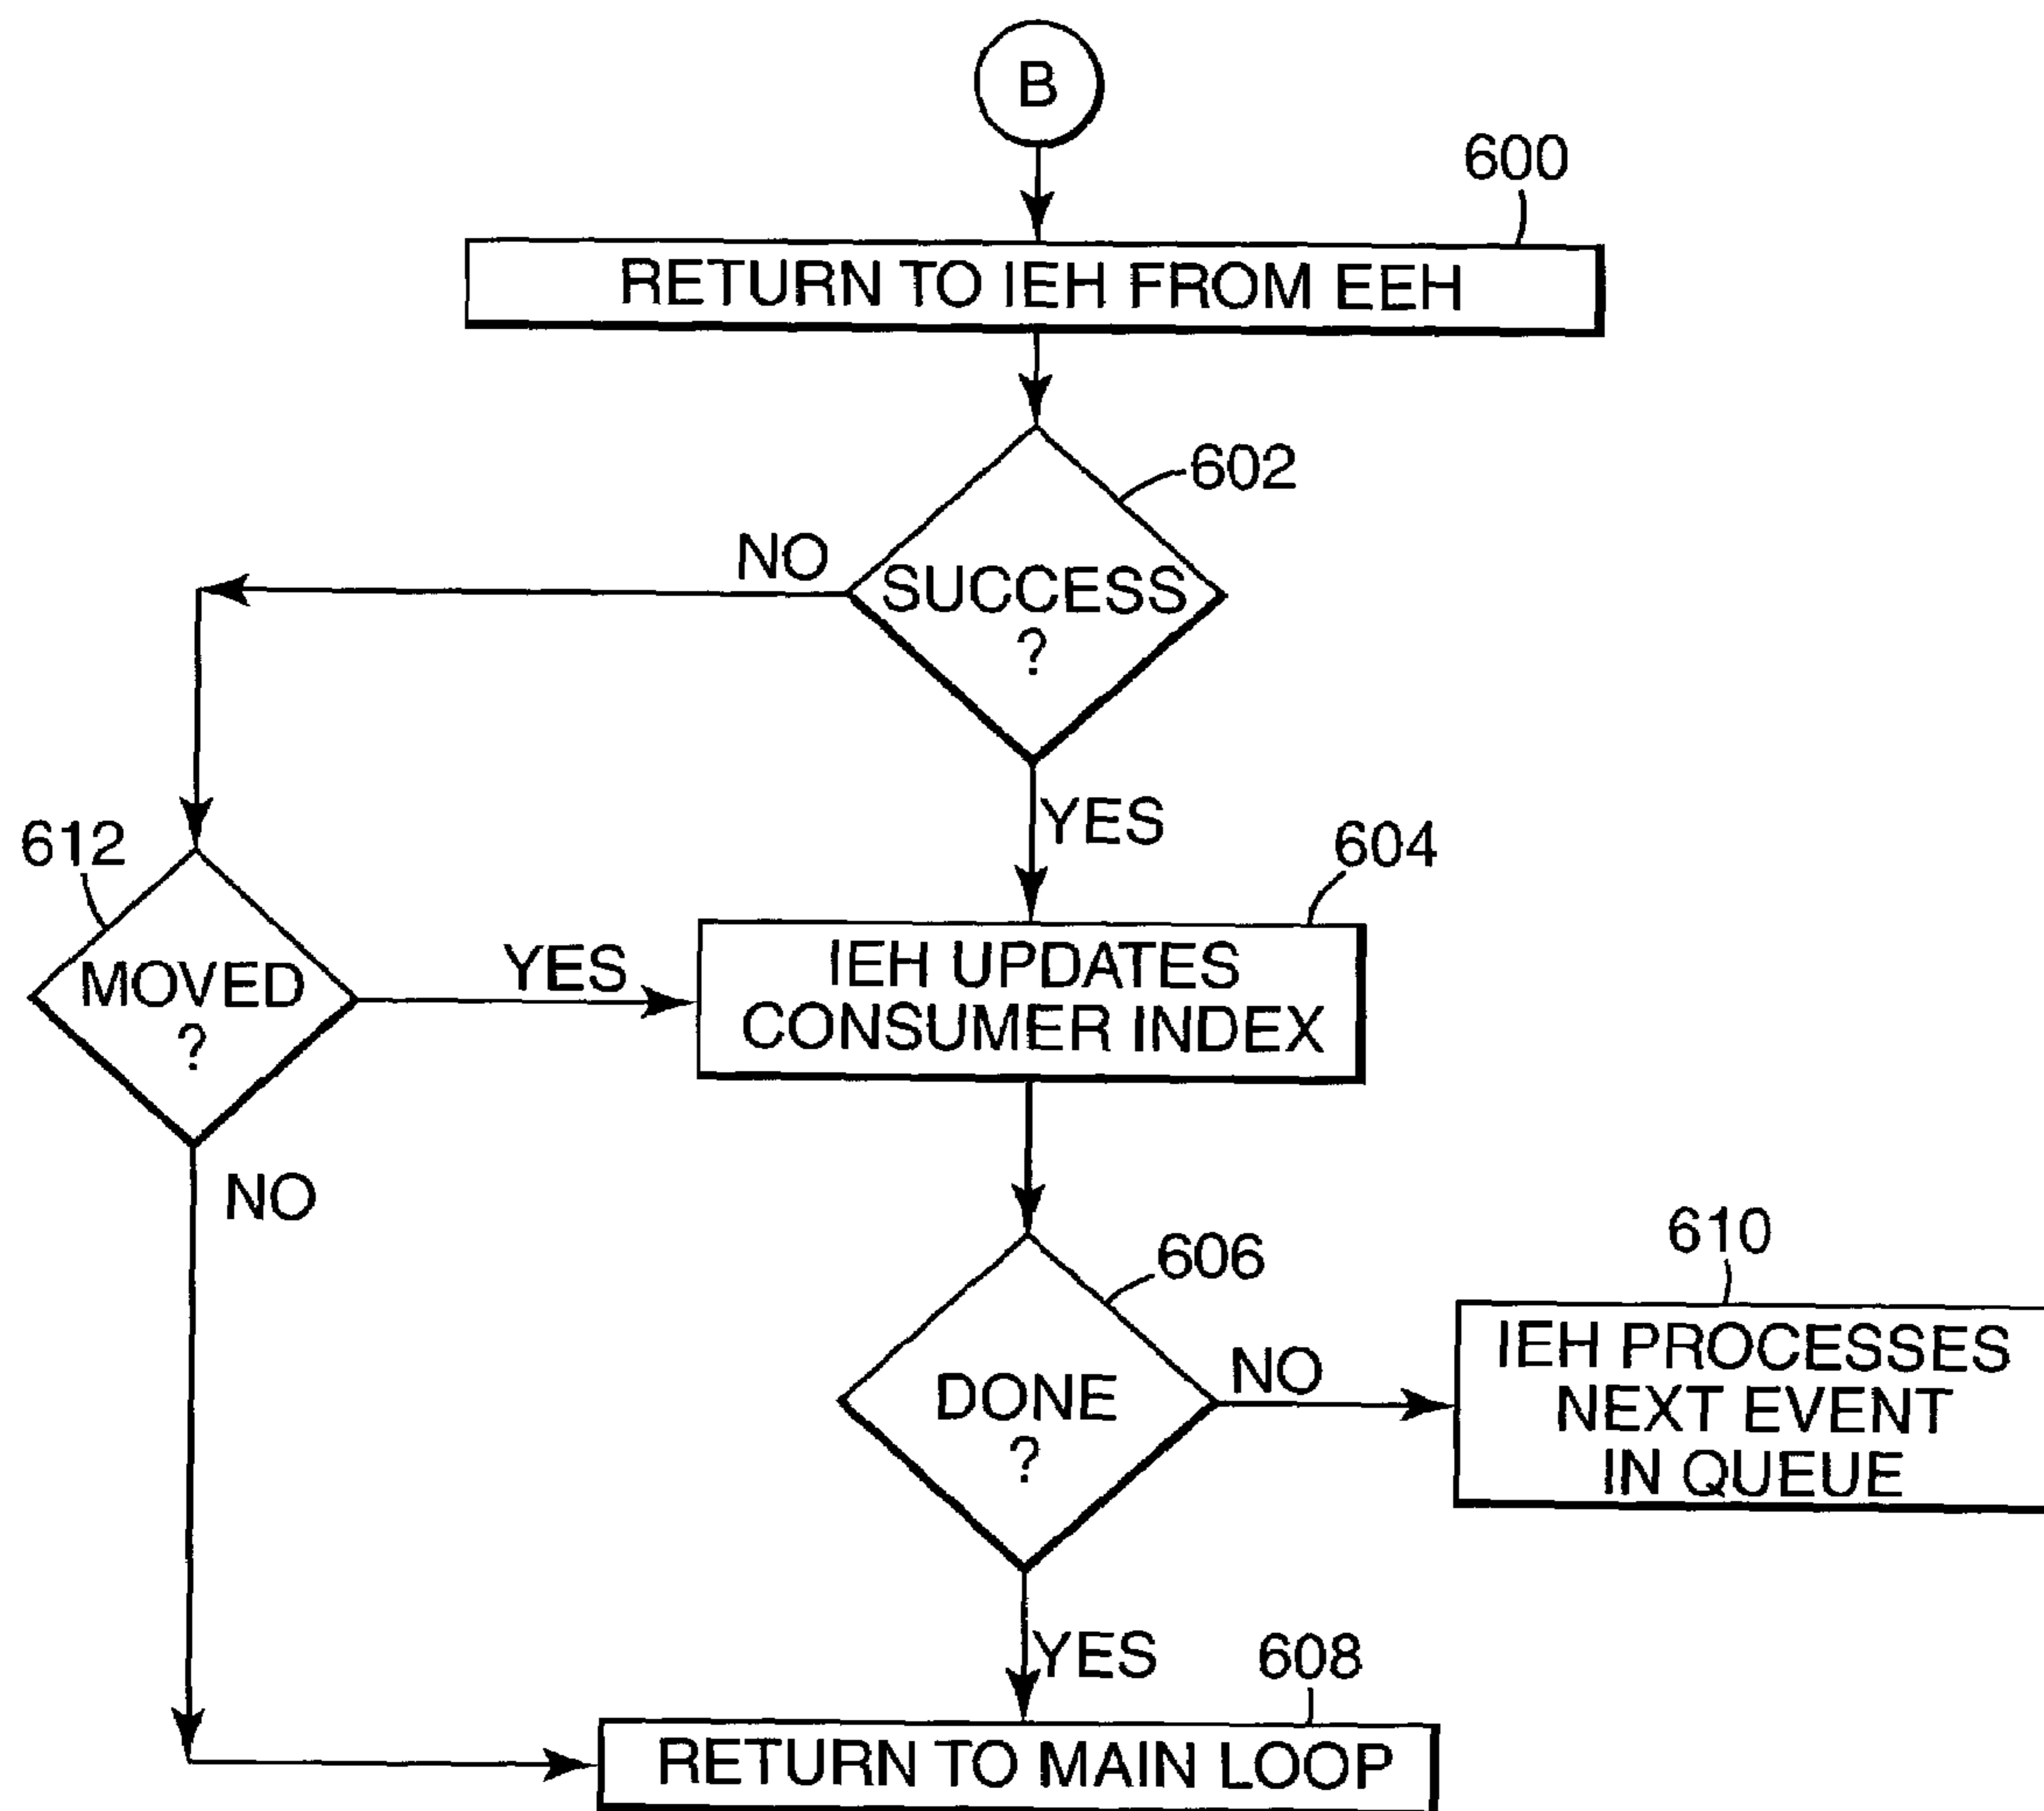 B
600
RETURN TO IEH FROM EEH
602
NO
SUCCESS
?
YES
612
604
MOVED
?
YES
IEH UPDATES
CONSUMER INDEX
NO
606
610
DONE
?
NO
IEH PROCESSES
NEXT EVENT
IN QUEUE
YES
608
RETURN TO MAIN LOOP